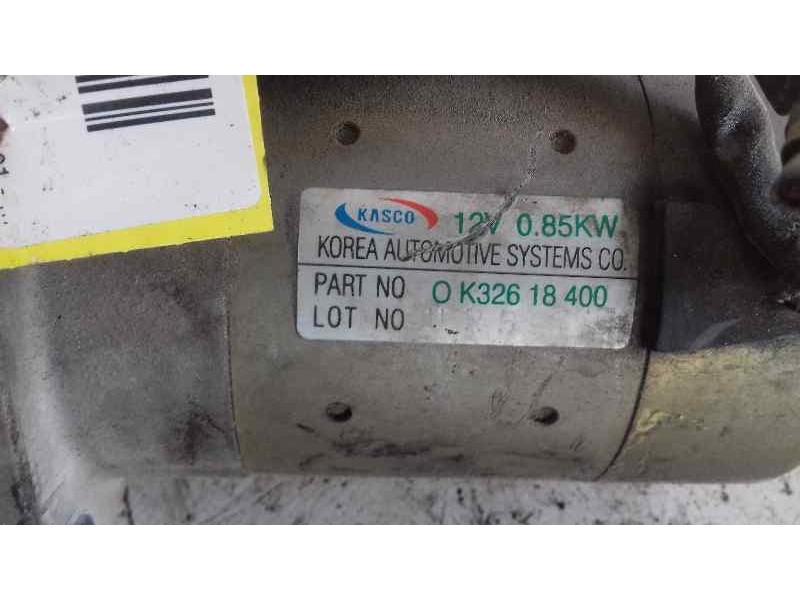 KASCO 12V 0.85KW
KOREA AUTOMOTIVE SYSTEMS CO.
PART NO O K326 18 400
LOT NO